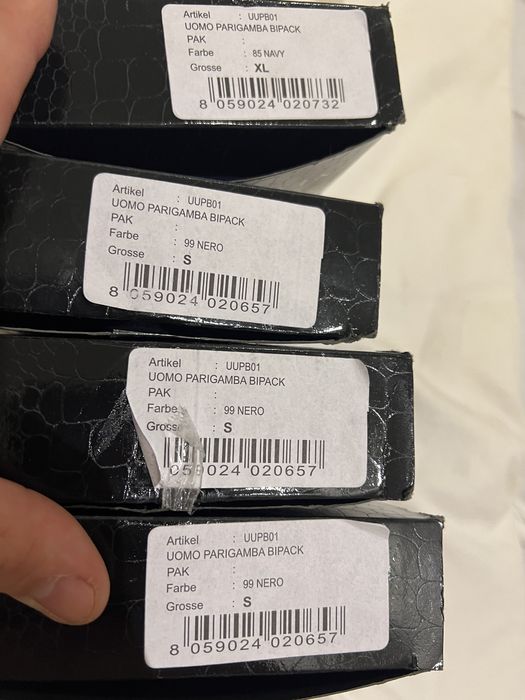 Artikel : UUPB01
UOMO PARIGAMBA BIPACK
PAK :
Farbe : 85 NAVY
Grosse : XL
8 059024 020732
Artikel : UUPB01
UOMO PARIGAMBA BIPACK
PAK :
Farbe : 99 NERO
Grosse : S
8 059024 020657
Artikel : UUPB01
UOMO PARIGAMBA BIPACK
PAK :
Farbe : 99 NERO
Grosse : S
059024 020657
Artikel : UUPB01
UOMO PARIGAMBA BIPACK
PAK :
Farbe : 99 NERO
Grosse : S
8 059024 020657